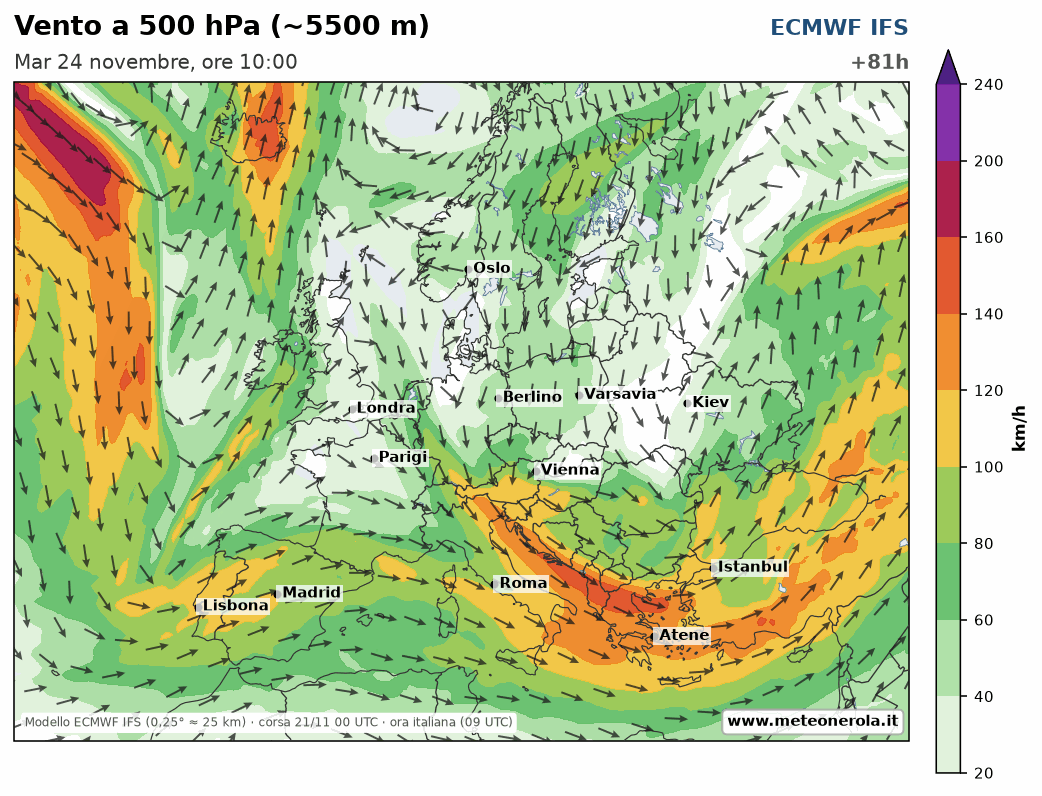 Vento a 500 hPa (~5500 m)
ECMWF IFS
Mar 24 novembre, ore 10:00
+81h
240
200
160
140
120
100
80
60
40
20
km/h
Oslo
Berlino
Varsavia
Kiev
Londra
Parigi
Vienna
Istanbul
Roma
Madrid
Lisbona
Atene
Modello ECMWF IFS (0,25° ≈ 25 km) · corsa 21/11 00 UTC · ora italiana (09 UTC)
www.meteonerola.it